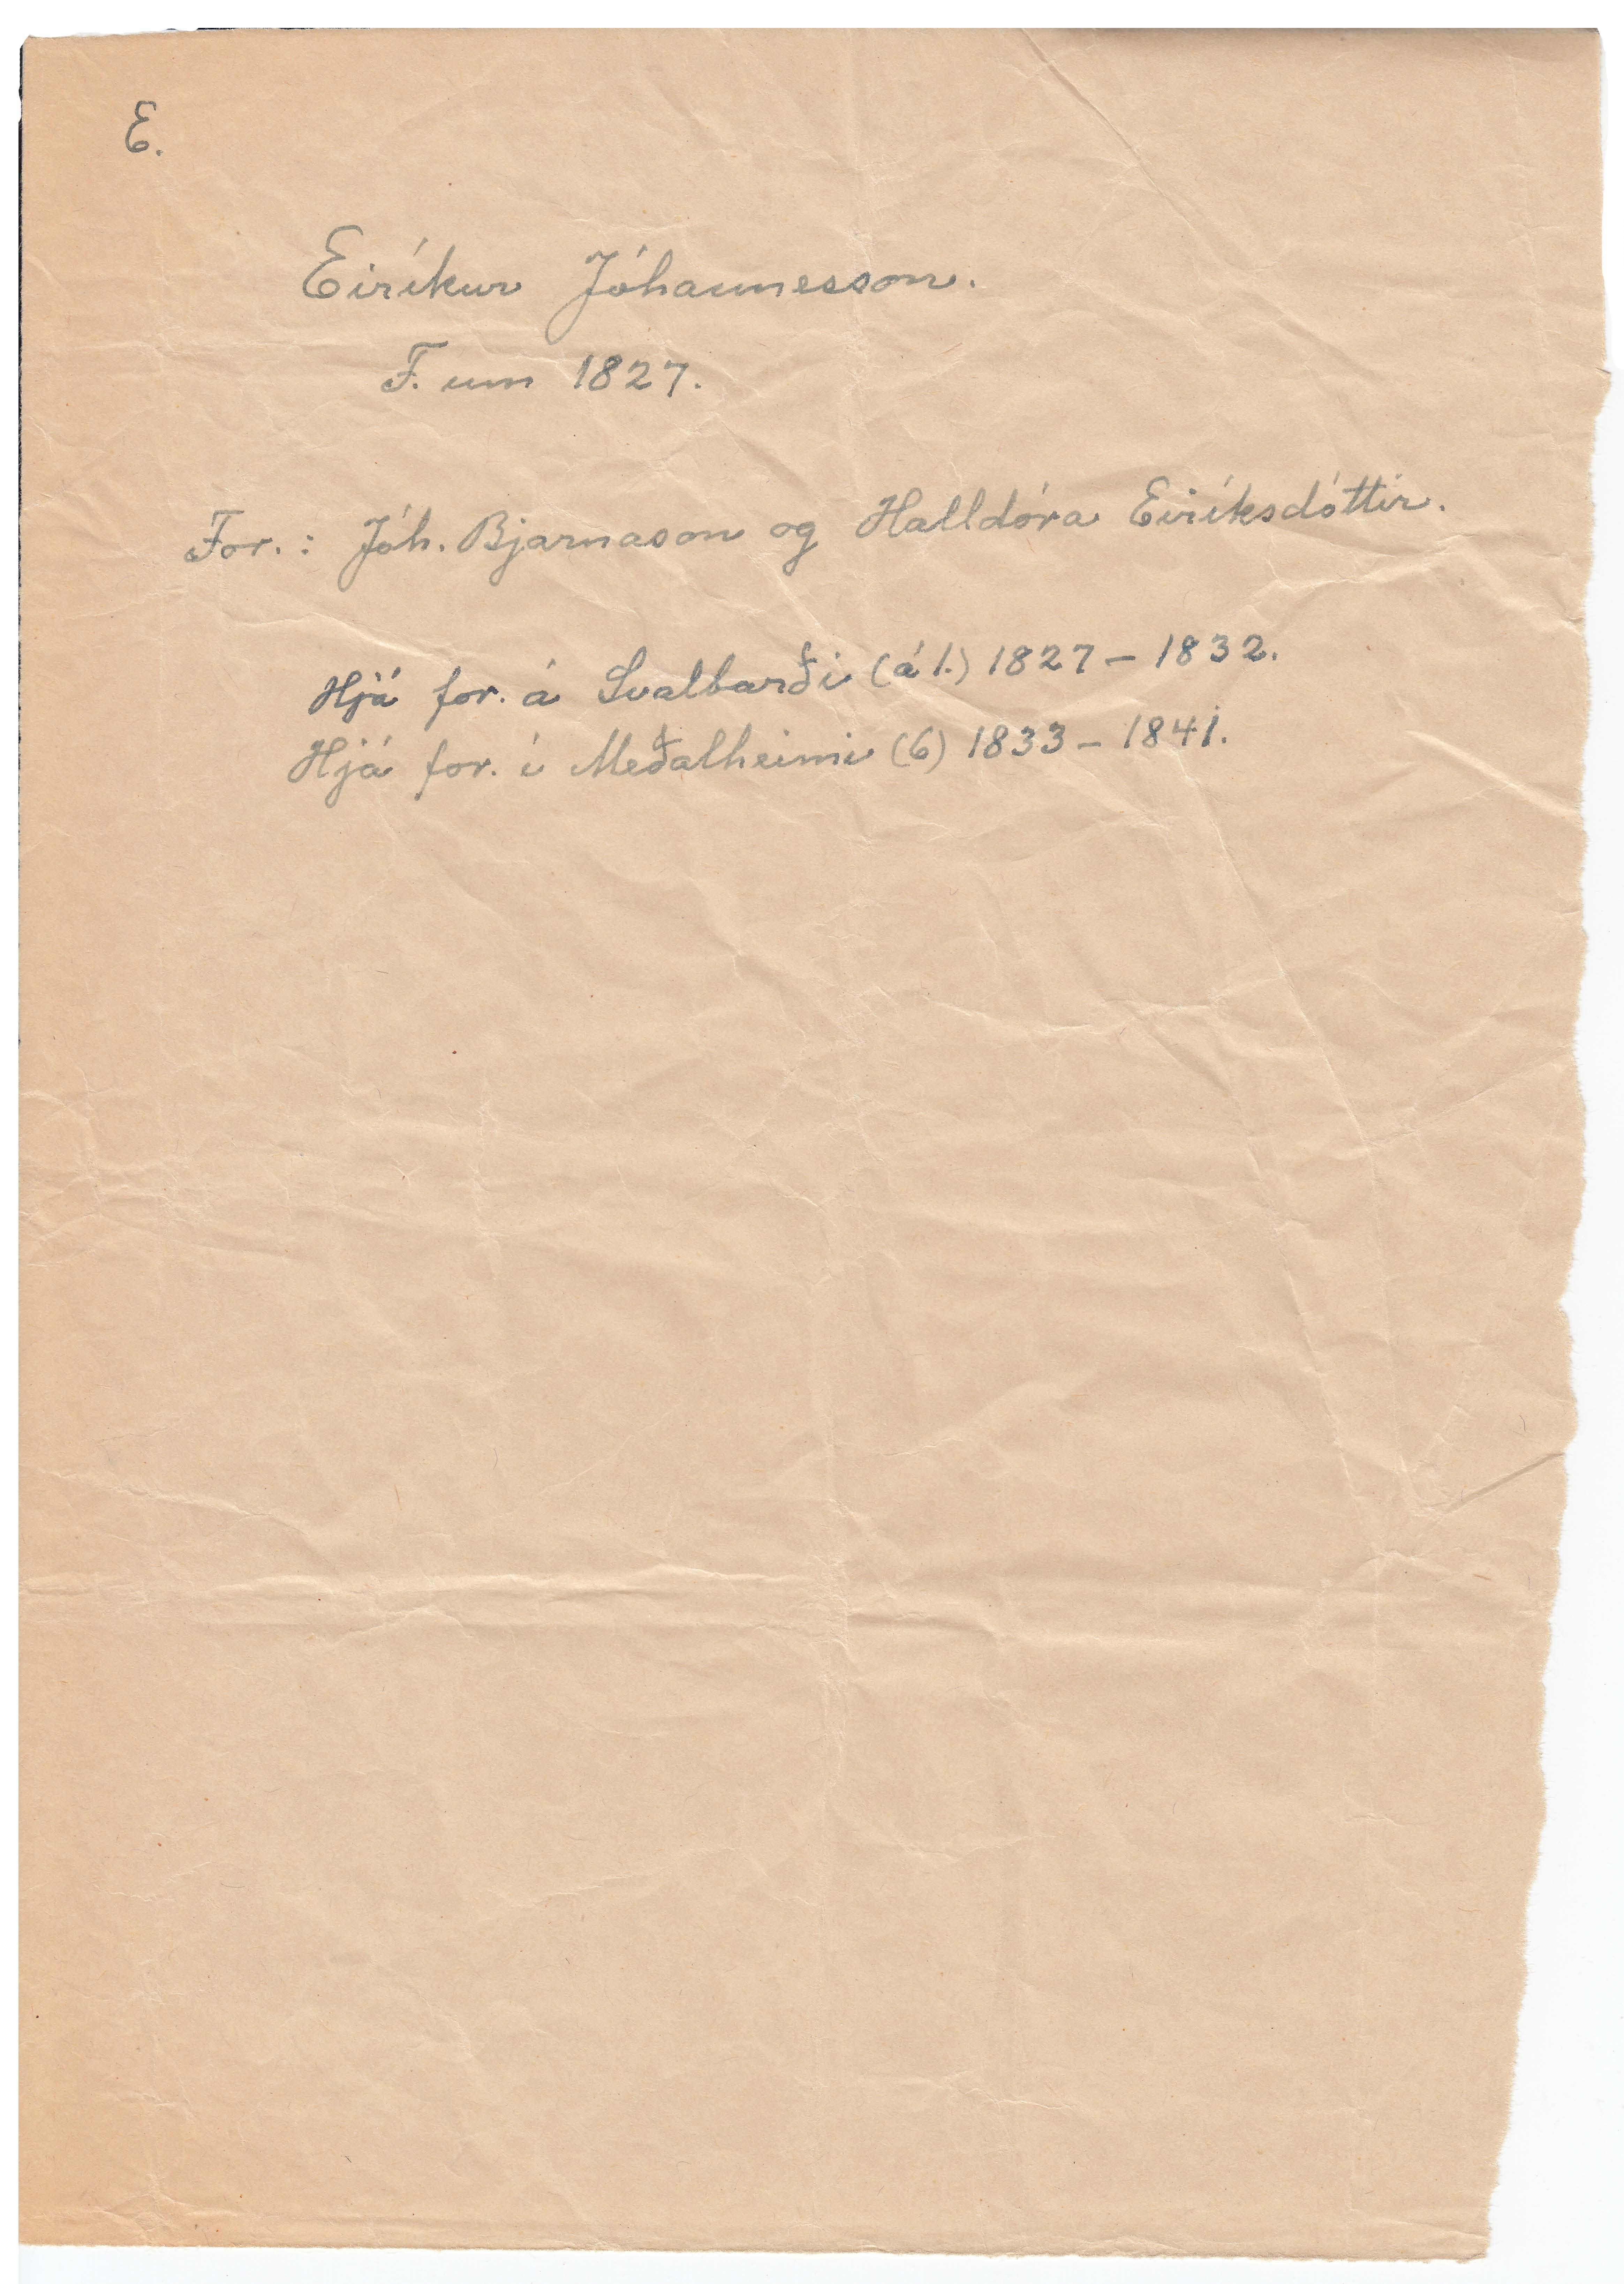 E.
Eiríkur Jóhannesson.
F. um 1827.
For.: Jóh. Bjarnason og Halldóra Eiríksdóttir.
Hjá for. á Svalbarði (á 1.) 1827 – 1832.
Hjá for. í Meðalheimi (6) 1833 – 1841.